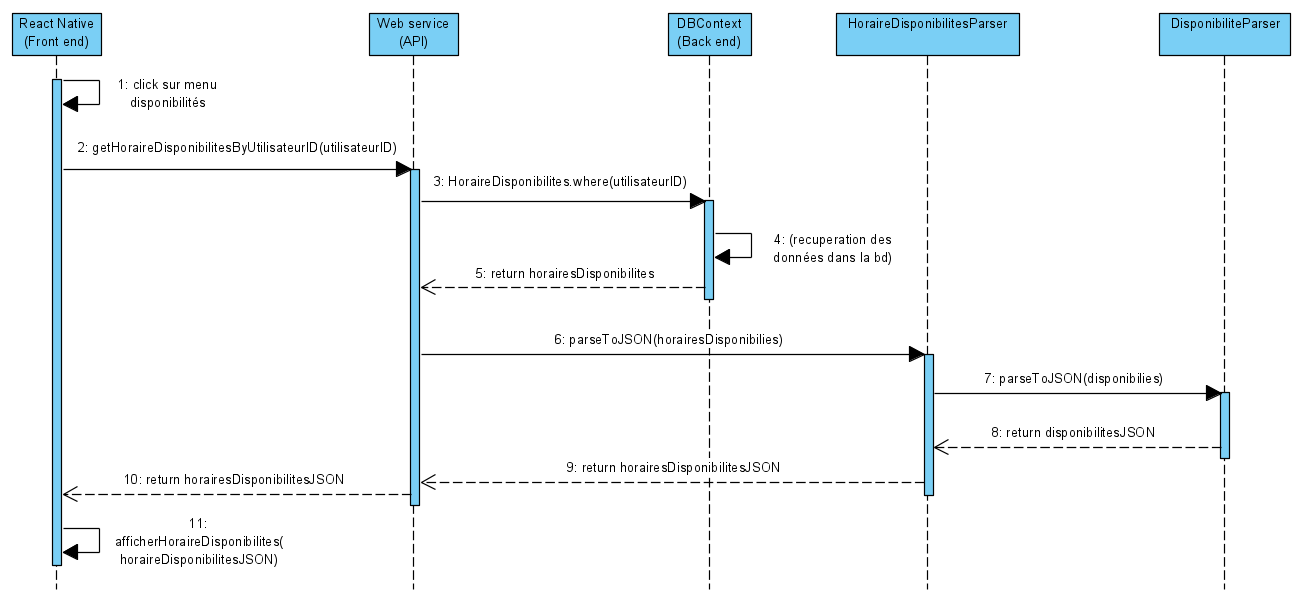 React Native
(Front end)
Web service
(API)
DBContext
(Back end)
HoraireDisponibilitesParser
DisponibiliteParser
1: click sur menu
disponibilités
2: getHoraireDisponibilitesByUtilisateurID(utilisateurID)
3: HoraireDisponibilites.where(utilisateurID)
4: (recuperation des
données dans la bd)
5: return horairesDisponibilites
6: parseToJSON(horairesDisponibilies)
7: parseToJSON(disponibilies)
8: return disponibilitesJSON
9: return horairesDisponibilitesJSON
10: return horairesDisponibilitesJSON
11:
afficherHoraireDisponibilites(
horaireDisponibilitesJSON)